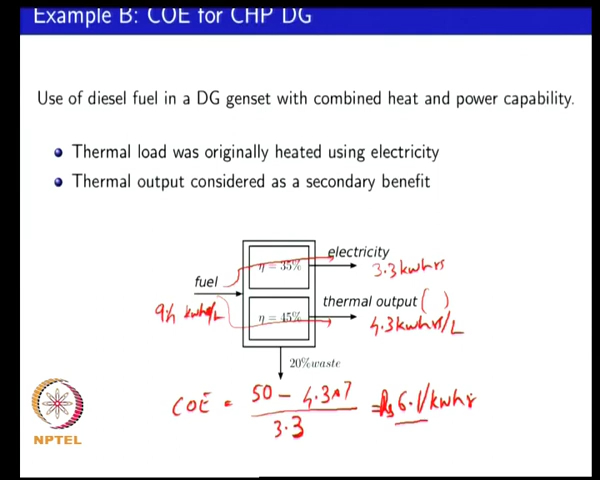 Example B: COE for CHP DG
Use of diesel fuel in a DG genset with combined heat and power capability.
Thermal load was originally heated using electricity
Thermal output considered as a secondary benefit
electricity
η = 35%
3.3 kwhrs
fuel
thermal output ( )
η = 45%
4.3 kwhrs/L
20%waste
COE = 50 - 4.3×7 / 3.3 = Rs 6.1/kwhr
NPTEL